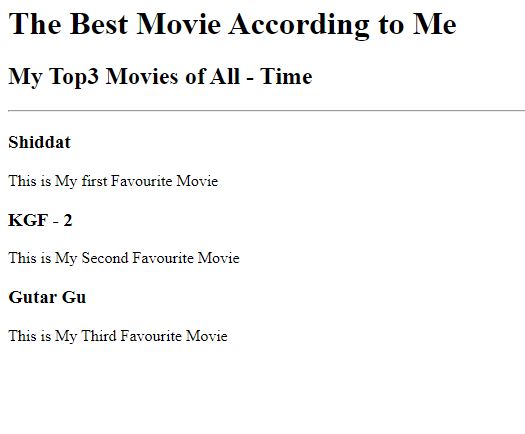 The Best Movie According to Me
My Top3 Movies of All - Time
Shiddat
This is My first Favourite Movie
KGF - 2
This is My Second Favourite Movie
Gutar Gu
This is My Third Favourite Movie